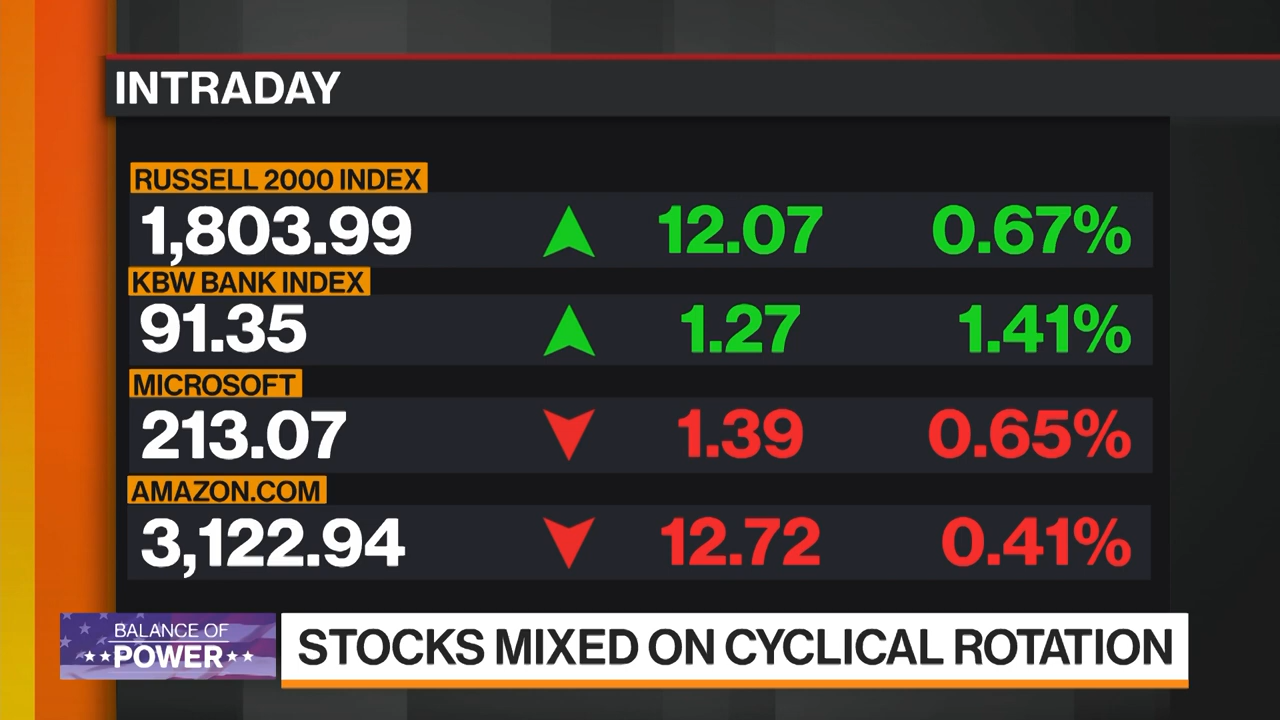 INTRADAY
RUSSELL 2000 INDEX
1,803.99 12.07 0.67%
KBW BANK INDEX
91.35 1.27 1.41%
MICROSOFT
213.07 1.39 0.65%
AMAZON.COM
3,122.94 12.72 0.41%
BALANCE OF
POWER
STOCKS MIXED ON CYCLICAL ROTATION